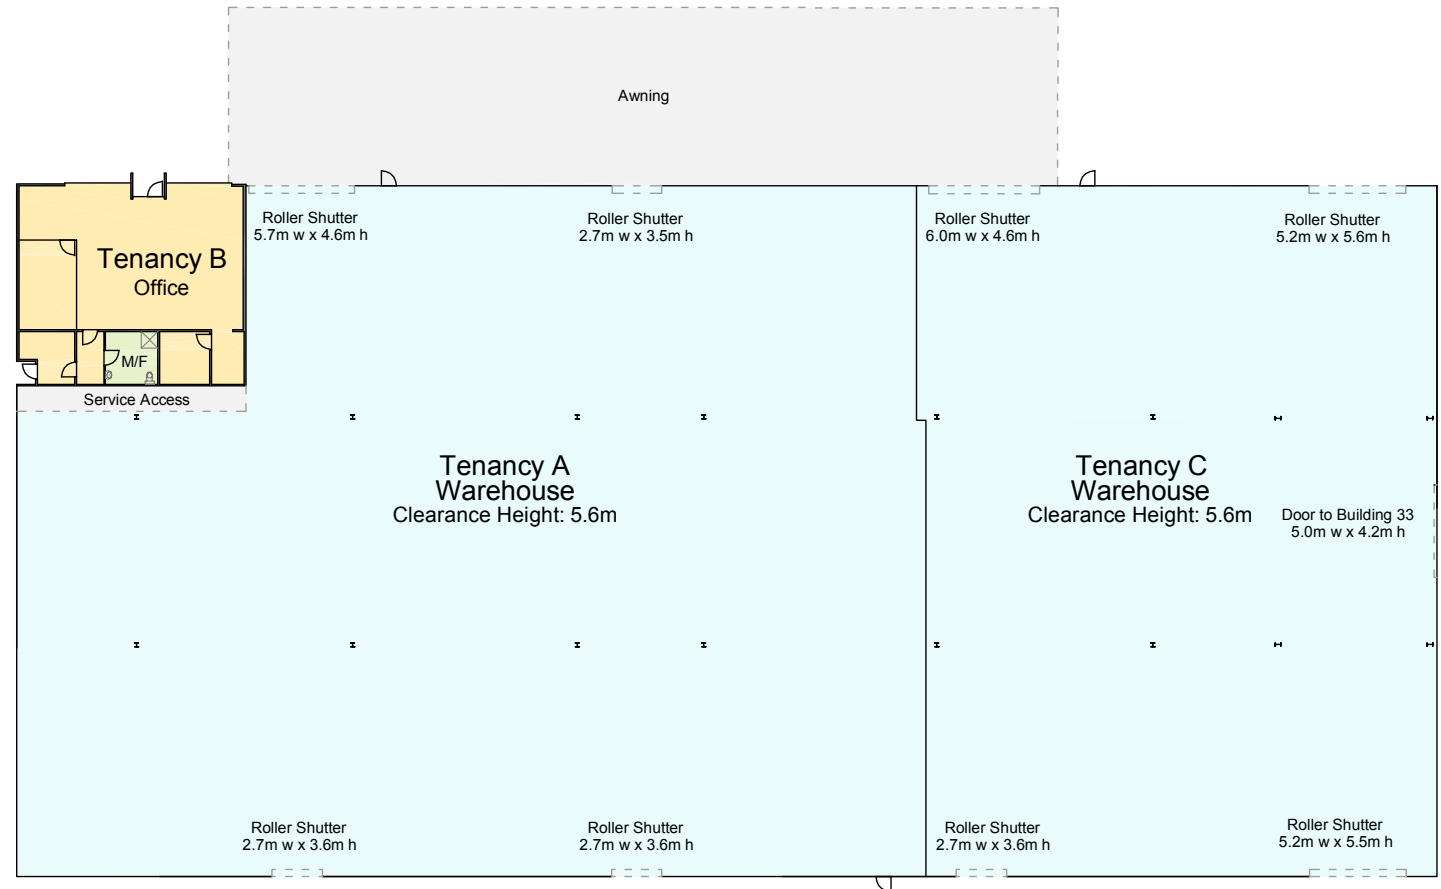 Awning
Roller Shutter
5.7m w x 4.6m h
Roller Shutter
2.7m w x 3.5m h
Roller Shutter
6.0m w x 4.6m h
Roller Shutter
5.2m w x 5.6m h
Tenancy B
Office
M/F
Service Access
Tenancy A
Warehouse
Clearance Height: 5.6m
Tenancy C
Warehouse
Clearance Height: 5.6m
Door to Building 33
5.0m w x 4.2m h
Roller Shutter
2.7m w x 3.6m h
Roller Shutter
2.7m w x 3.6m h
Roller Shutter
2.7m w x 3.6m h
Roller Shutter
5.2m w x 5.5m h